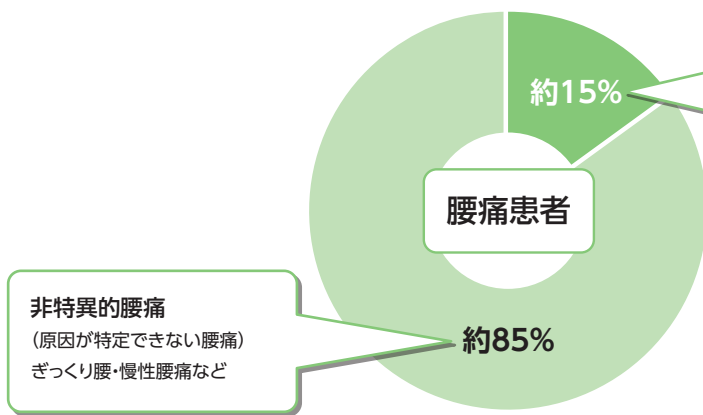 約15%
腰痛患者
非特異的腰痛
(原因が特定できない腰痛)
ぎっくり腰・慢性腰痛など
約85%